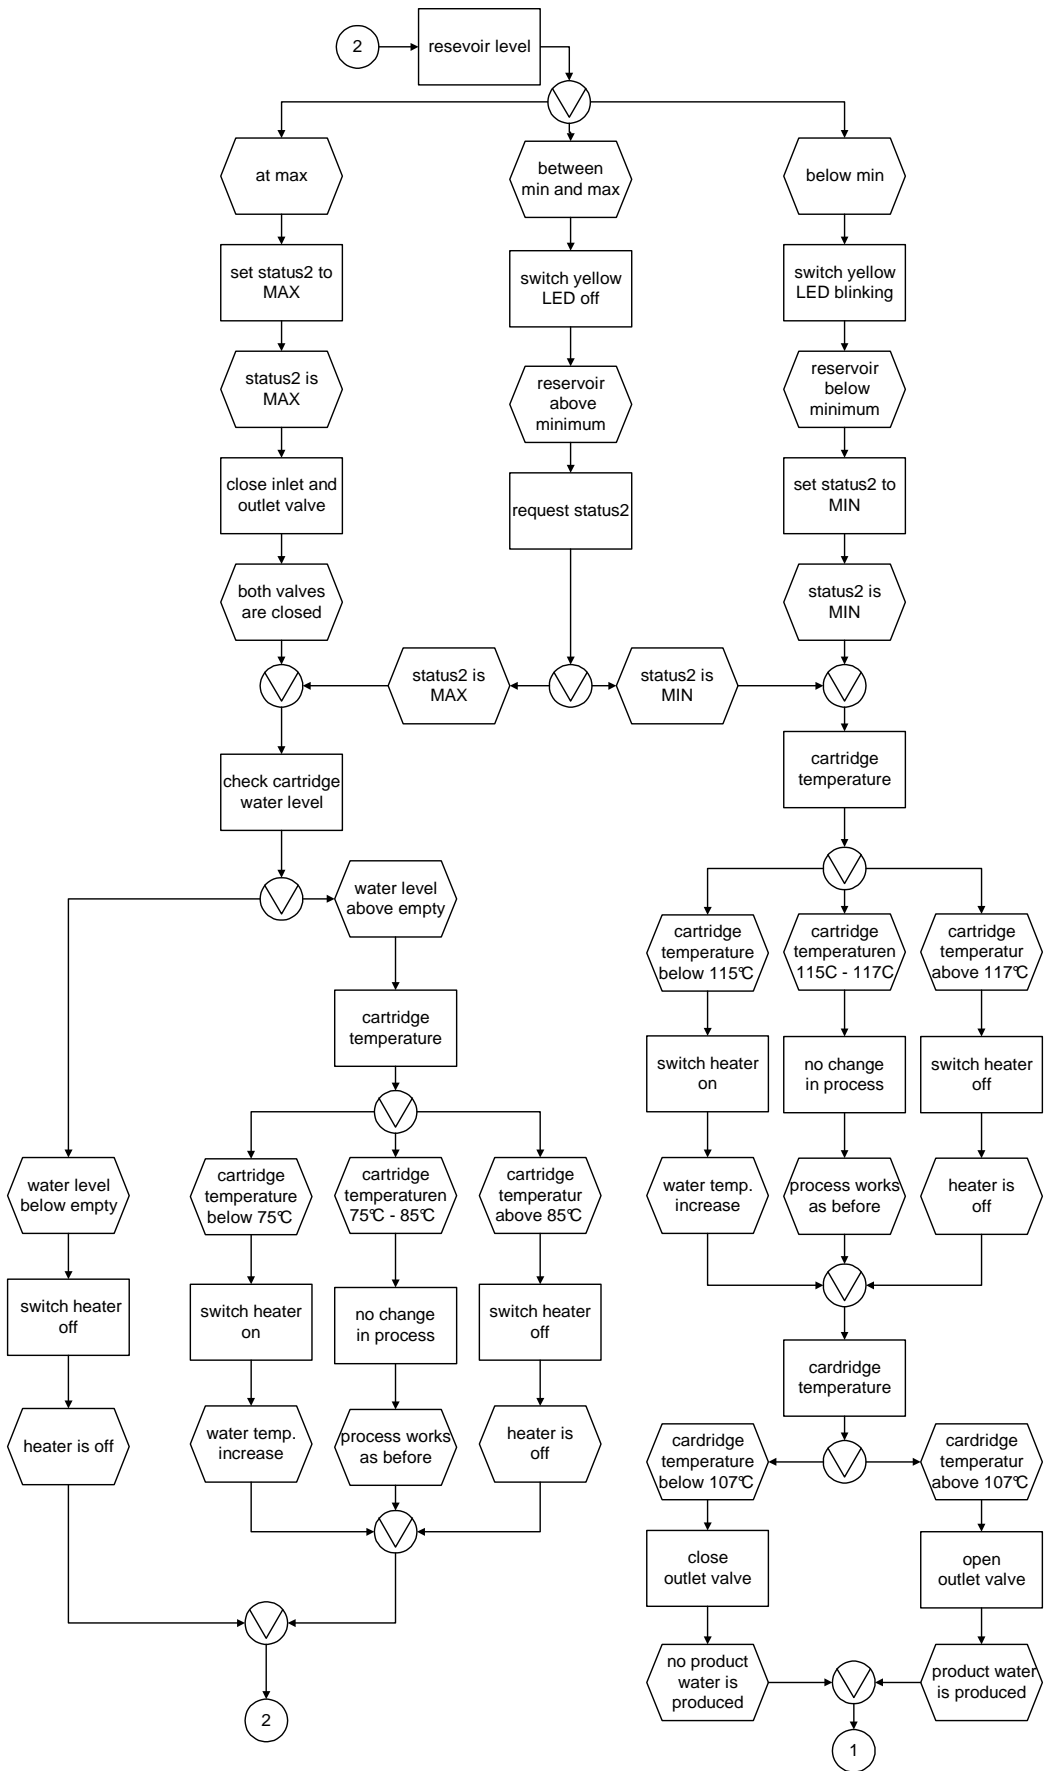 2
resevoir level
at max
between
min and max
below min
set status2 to
MAX
switch yellow
LED off
switch yellow
LED blinking
status2 is
MAX
reservoir
above
minimum
reservoir
below
minimum
close inlet and
outlet valve
request status2
set status2 to
MIN
both valves
are closed
status2 is
MIN
status2 is
MAX
status2 is
MIN
check cartridge
water level
cartridge
temperature
water level
above empty
cartridge
temperature
below 115°C
cartridge
temperaturen
115C - 117C
cartridge
temperatur
above 117°C
cartridge
temperature
switch heater
on
no change
in process
switch heater
off
water level
below empty
cartridge
temperature
below 75°C
cartridge
temperaturen
75°C - 85°C
cartridge
temperatur
above 85°C
water temp.
increase
process works
as before
heater is
off
switch heater
off
switch heater
on
no change
in process
switch heater
off
cardridge
temperature
heater is off
water temp.
increase
process works
as before
heater is
off
cardridge
temperature
below 107°C
cardridge
temperatur
above 107°C
close
outlet valve
open
outlet valve
no product
water is
produced
product water
is produced
2
1